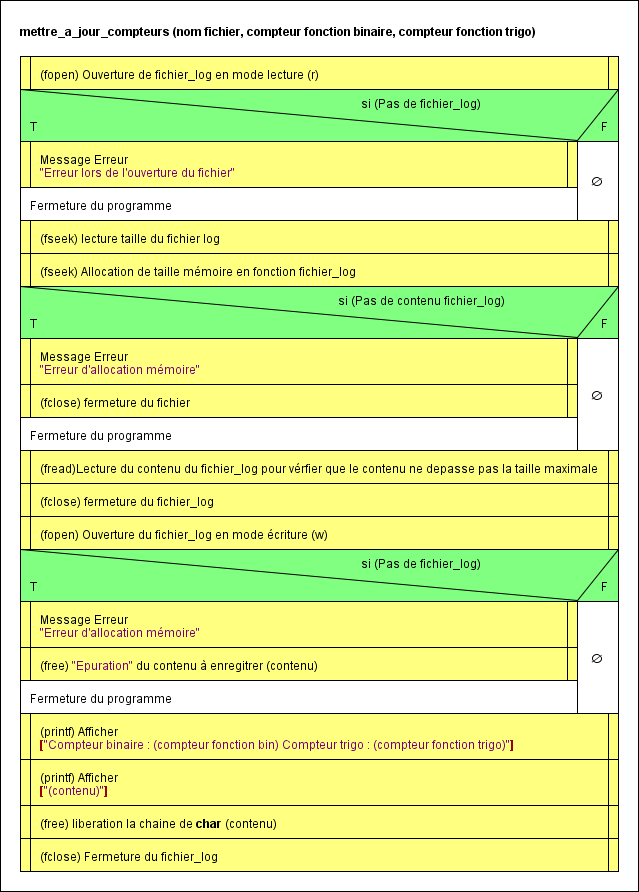 mettre_a_jour_compteurs (nom fichier, compteur fonction binaire, compteur fonction trigo)
(fopen) Ouverture de fichier_log en mode lecture (r)
si (Pas de fichier_log)
T
F
Message Erreur
"Erreur lors de l'ouverture du fichier"
∅
Fermeture du programme
(fseek) lecture taille du fichier log
(fseek) Allocation de taille mémoire en fonction fichier_log
si (Pas de contenu fichier_log)
T
F
Message Erreur
"Erreur d'allocation mémoire"
∅
(fclose) fermeture du fichier
Fermeture du programme
(fread)Lecture du contenu du fichier_log pour vérfier que le contenu ne depasse pas la taille maximale
(fclose) fermeture du fichier_log
(fopen) Ouverture du fichier_log en mode écriture (w)
si (Pas de fichier_log)
T
F
Message Erreur
"Erreur d'allocation mémoire"
∅
(free) "Epuration" du contenu à enregitrer (contenu)
Fermeture du programme
(printf) Afficher
["Compteur binaire : (compteur fonction bin) Compteur trigo : (compteur fonction trigo)"]
(printf) Afficher
["(contenu)"]
(free) liberation la chaine de char (contenu)
(fclose) Fermeture du fichier_log